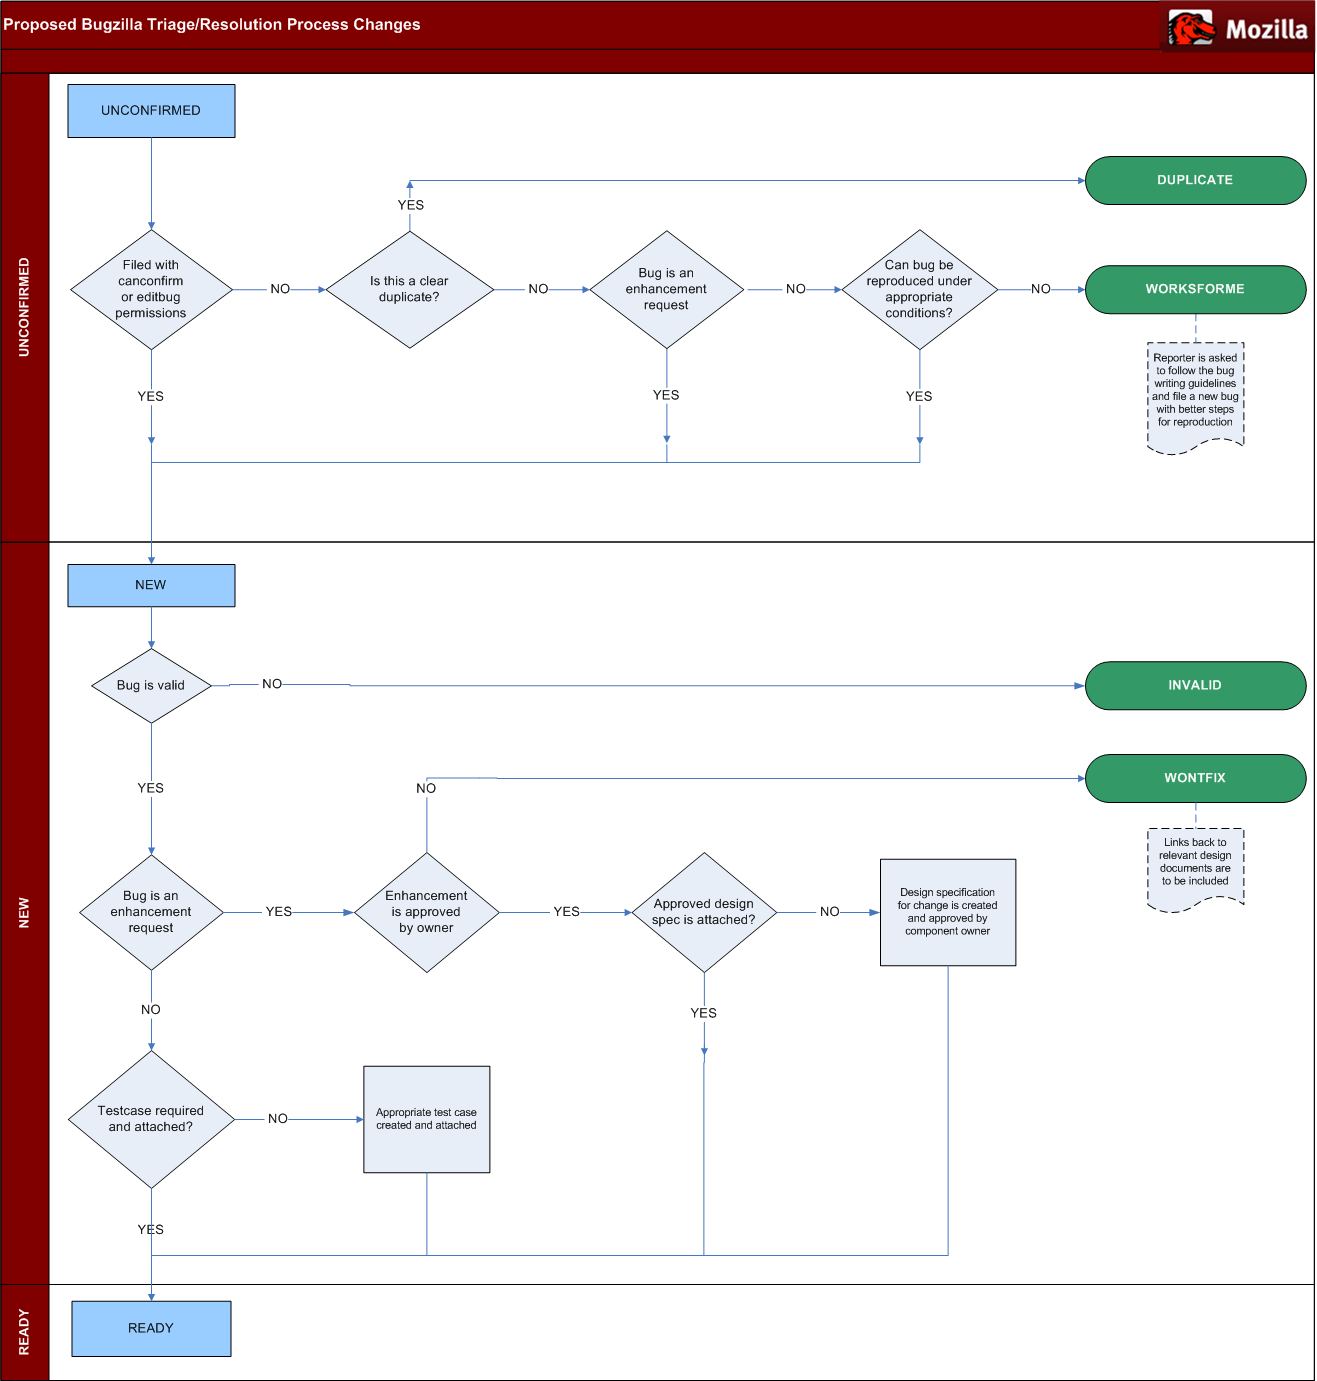 Proposed Bugzilla Triage/Resolution Process Changes
Mozilla
UNCONFIRMED
UNCONFIRMED
DUPLICATE
YES
Filed with
canconfirm
or editbug
permissions
NO
Is this a clear
duplicate?
NO
Bug is an
enhancement
request
NO
Can bug be
reproduced under
appropriate
conditions?
NO
WORKSFORME
Reporter is asked
to follow the bug
writing guidelines
and file a new bug
with better steps
for reproduction
YES
YES
YES
NEW
NEW
Bug is valid
NO
INVALID
YES
NO
WONTFIX
Links back to
relevant design
documents are
to be included
Bug is an
enhancement
request
YES
Enhancement
is approved
by owner
YES
Approved design
spec is attached?
NO
Design specification
for change is created
and approved by
component owner
NO
YES
Testcase required
and attached?
NO
Appropriate test case
created and attached
YES
READY
READY